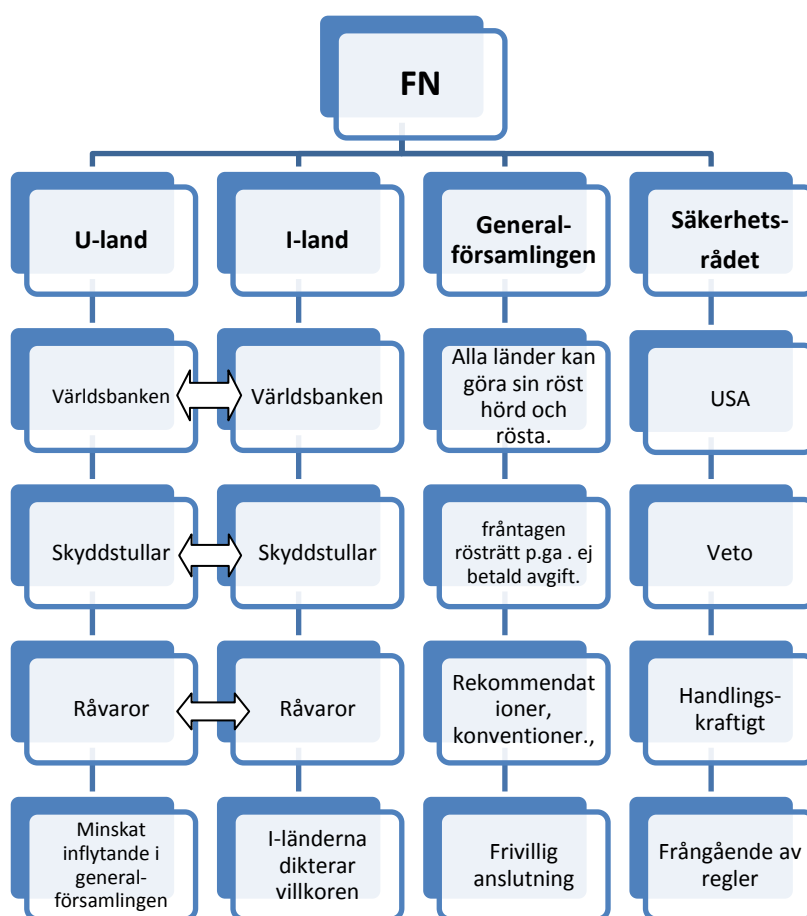 FN
U-land
Världsbanken
Skyddstullar
Råvaror
Minskat
inflytande i
general-
församlingen
I-land
Världsbanken
Skyddstullar
Råvaror
I-länderna
dikterar
villkoren
General-
församlingen
Alla länder kan
göra sin röst
hörd och
rösta.
fråntagen
rösträtt p.ga . ej
betald avgift.
Rekommendat
ioner,
konventioner.,
Frivillig
anslutning
Säkerhets-
rådet
USA
Veto
Handlings-
kraftigt
Frångående av
regler